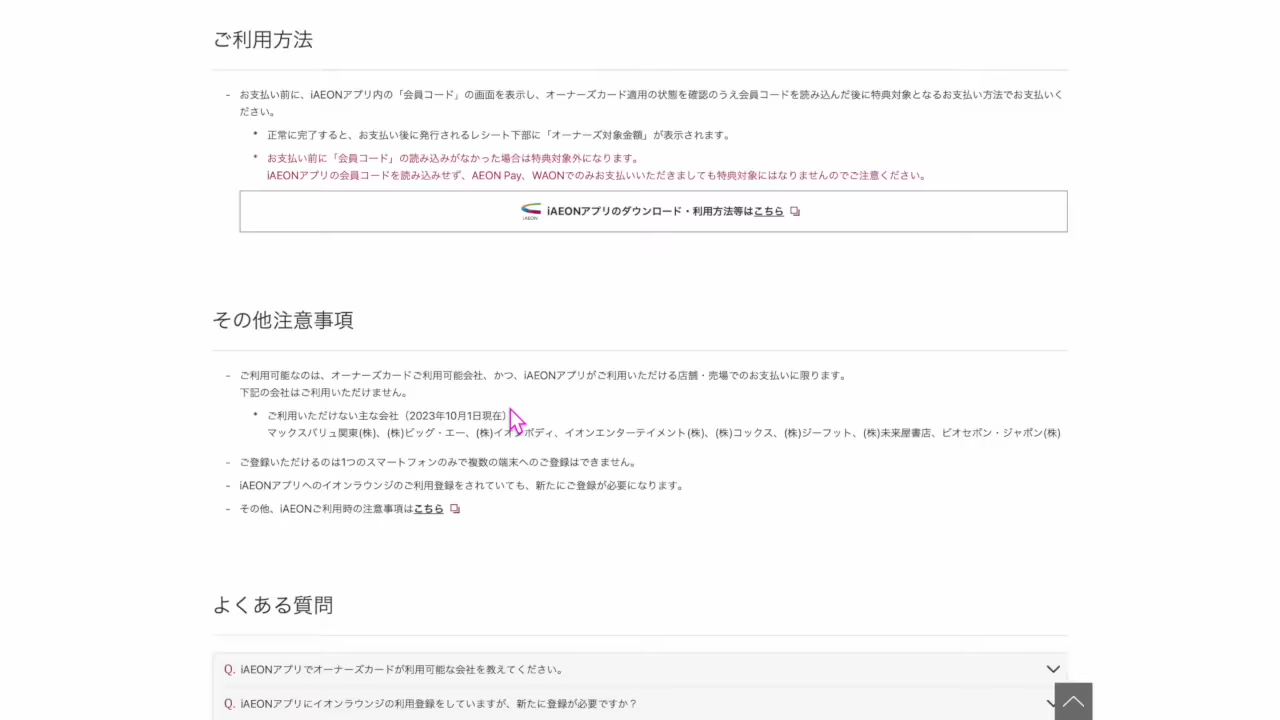 ご利用方法
- お支払い前に、iAEONアプリ内の「会員コード」の画面を表示し、オーナーズカード適用の状態を確認のうえ会員コードを読み込んだ後に特典対象となるお支払い方法でお支払いく
ださい。
* 正常に完了すると、お支払い後に発行されるレシート下部に「オーナーズ対象金額」が表示されます。
* お支払い前に「会員コード」の読み込みがなかった場合は特典対象外になります。
iAEONアプリの会員コードを読み込みせず、AEON Pay、WAONでのみお支払いいただきましても特典対象にはなりませんのでご注意ください。
iAEON iAEONアプリのダウンロード・利用方法等はこちら
その他注意事項
- ご利用可能なのは、オーナーズカードご利用可能会社、かつ、iAEONアプリがご利用いただける店舗・売場でのお支払いに限ります。
下記の会社はご利用いただけません。
* ご利用いただけない主な会社（2023年10月1日現在）
マックスバリュ関東(株)、(株)ビッグ・エー、(株)イオンボディ、イオンエンターテイメント(株)、(株)コックス、(株)ジーフット、(株)未来屋書店、ビオセボン・ジャポン(株)
- ご登録いただけるのは1つのスマートフォンのみで複数の端末へのご登録はできません。
- iAEONアプリへのイオンラウンジのご利用登録をされていても、新たにご登録が必要になります。
- その他、iAEONご利用時の注意事項はこちら
よくある質問
Q. iAEONアプリでオーナーズカードが利用可能な会社を教えてください。
Q. iAEONアプリにイオンラウンジの利用登録をしていますが、新たに登録が必要ですか？